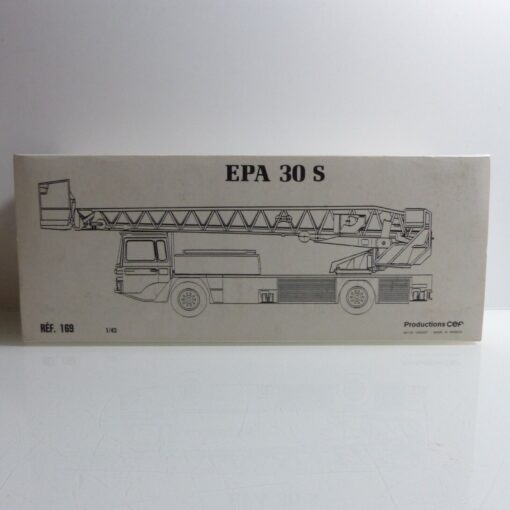 EPA 30 S
RÉF. 169
1/43
Productions CEF